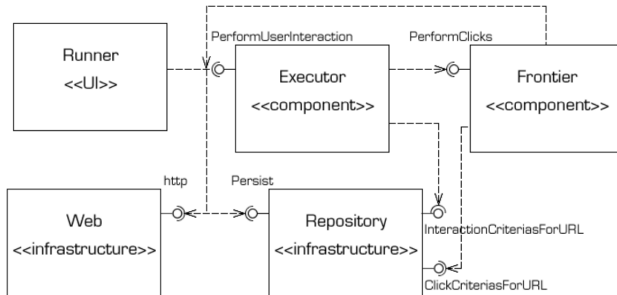 PerformUserInteraction
PerformClicks
Runner
<<UI>>
Executor
<<component>>
Frontier
<<component>>
http
Persist
Web
<<infrastructure>>
Repository
<<infrastructure>>
InteractionCriteriasForURL
ClickCriteriasForURL